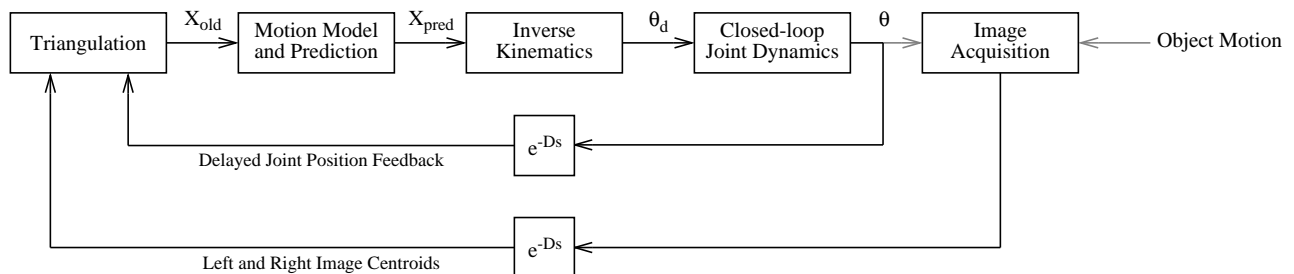 X_old
X_pred
θ_d
θ
Triangulation
Motion Model
and Prediction
Inverse
Kinematics
Closed-loop
Joint Dynamics
Image
Acquisition
Object Motion
e^-Ds
Delayed Joint Position Feedback
e^-Ds
Left and Right Image Centroids